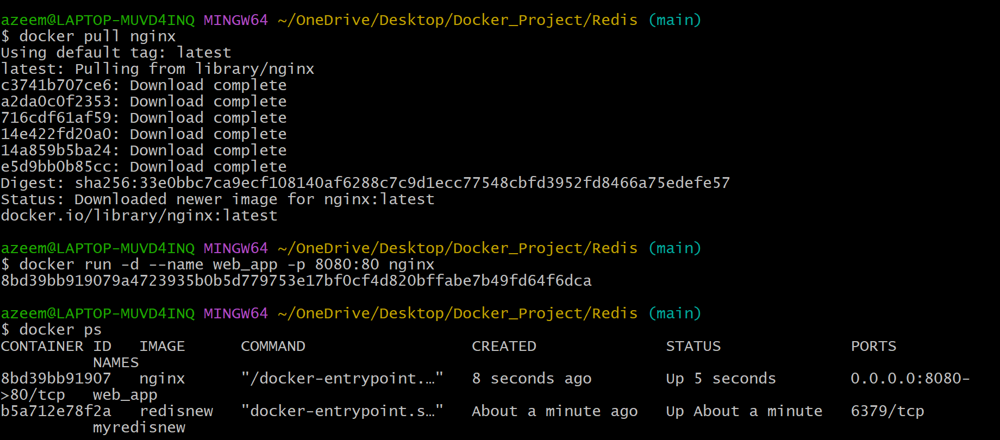 azeem@LAPTOP-MUVD4INQ MINGW64 ~/OneDrive/Desktop/Docker_Project/Redis (main)
$ docker pull nginx
Using default tag: latest
latest: Pulling from library/nginx
c3741b707ce6: Download complete
a2da0c0f2353: Download complete
716cdf61af59: Download complete
14e422fd20a0: Download complete
14a859b5ba24: Download complete
e5d9bb0b85cc: Download complete
Digest: sha256:33e0bbc7ca9ecf108140af6288c7c9d1ecc77548cbfd3952fd8466a75edefe57
Status: Downloaded newer image for nginx:latest
docker.io/library/nginx:latest
azeem@LAPTOP-MUVD4INQ MINGW64 ~/OneDrive/Desktop/Docker_Project/Redis (main)
$ docker run -d --name web_app -p 8080:80 nginx
8bd39bb919079a4723935b0b5d779753e17bf0cf4d820bffabe7b49fd64f6dca
azeem@LAPTOP-MUVD4INQ MINGW64 ~/OneDrive/Desktop/Docker_Project/Redis (main)
$ docker ps
CONTAINER ID   IMAGE      COMMAND                  CREATED              STATUS              PORTS
          NAMES
8bd39bb91907   nginx      "/docker-entrypoint.…"   8 seconds ago        Up 5 seconds        0.0.0.0:8080-
>80/tcp   web_app
b5a712e78f2a   redisnew   "docker-entrypoint.s…"   About a minute ago   Up About a minute   6379/tcp
          myredisnew